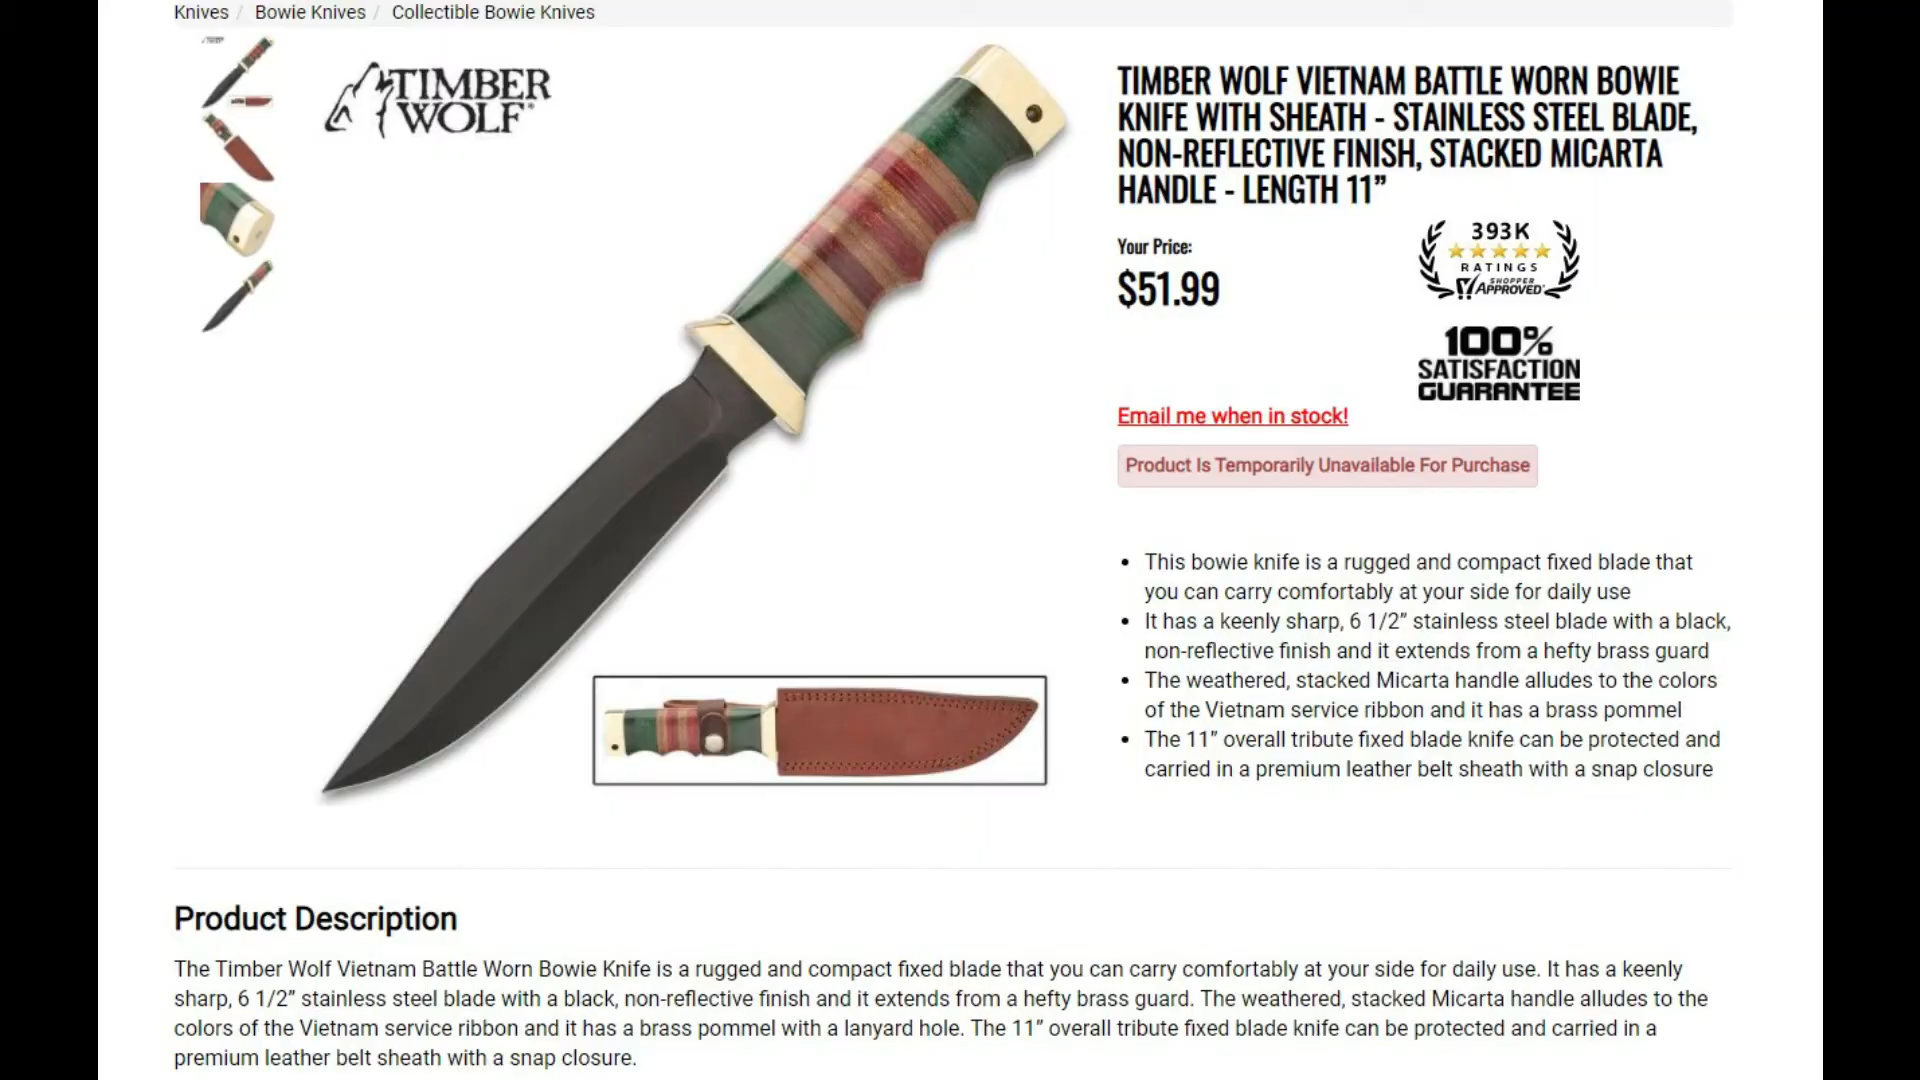 Knives / Bowie Knives / Collectible Bowie Knives
TIMBER
WOLF®
TIMBER WOLF VIETNAM BATTLE WORN BOWIE
KNIFE WITH SHEATH - STAINLESS STEEL BLADE,
NON-REFLECTIVE FINISH, STACKED MICARTA
HANDLE - LENGTH 11”
Your Price:
$51.99
393K
RATINGS
SHOPPER
APPROVED
100%
SATISFACTION
GUARANTEE
Email me when in stock!
Product Is Temporarily Unavailable For Purchase
• This bowie knife is a rugged and compact fixed blade that
you can carry comfortably at your side for daily use
• It has a keenly sharp, 6 1/2” stainless steel blade with a black,
non-reflective finish and it extends from a hefty brass guard
• The weathered, stacked Micarta handle alludes to the colors
of the Vietnam service ribbon and it has a brass pommel
• The 11” overall tribute fixed blade knife can be protected and
carried in a premium leather belt sheath with a snap closure
Product Description
The Timber Wolf Vietnam Battle Worn Bowie Knife is a rugged and compact fixed blade that you can carry comfortably at your side for daily use. It has a keenly
sharp, 6 1/2” stainless steel blade with a black, non-reflective finish and it extends from a hefty brass guard. The weathered, stacked Micarta handle alludes to the
colors of the Vietnam service ribbon and it has a brass pommel with a lanyard hole. The 11” overall tribute fixed blade knife can be protected and carried in a
premium leather belt sheath with a snap closure.